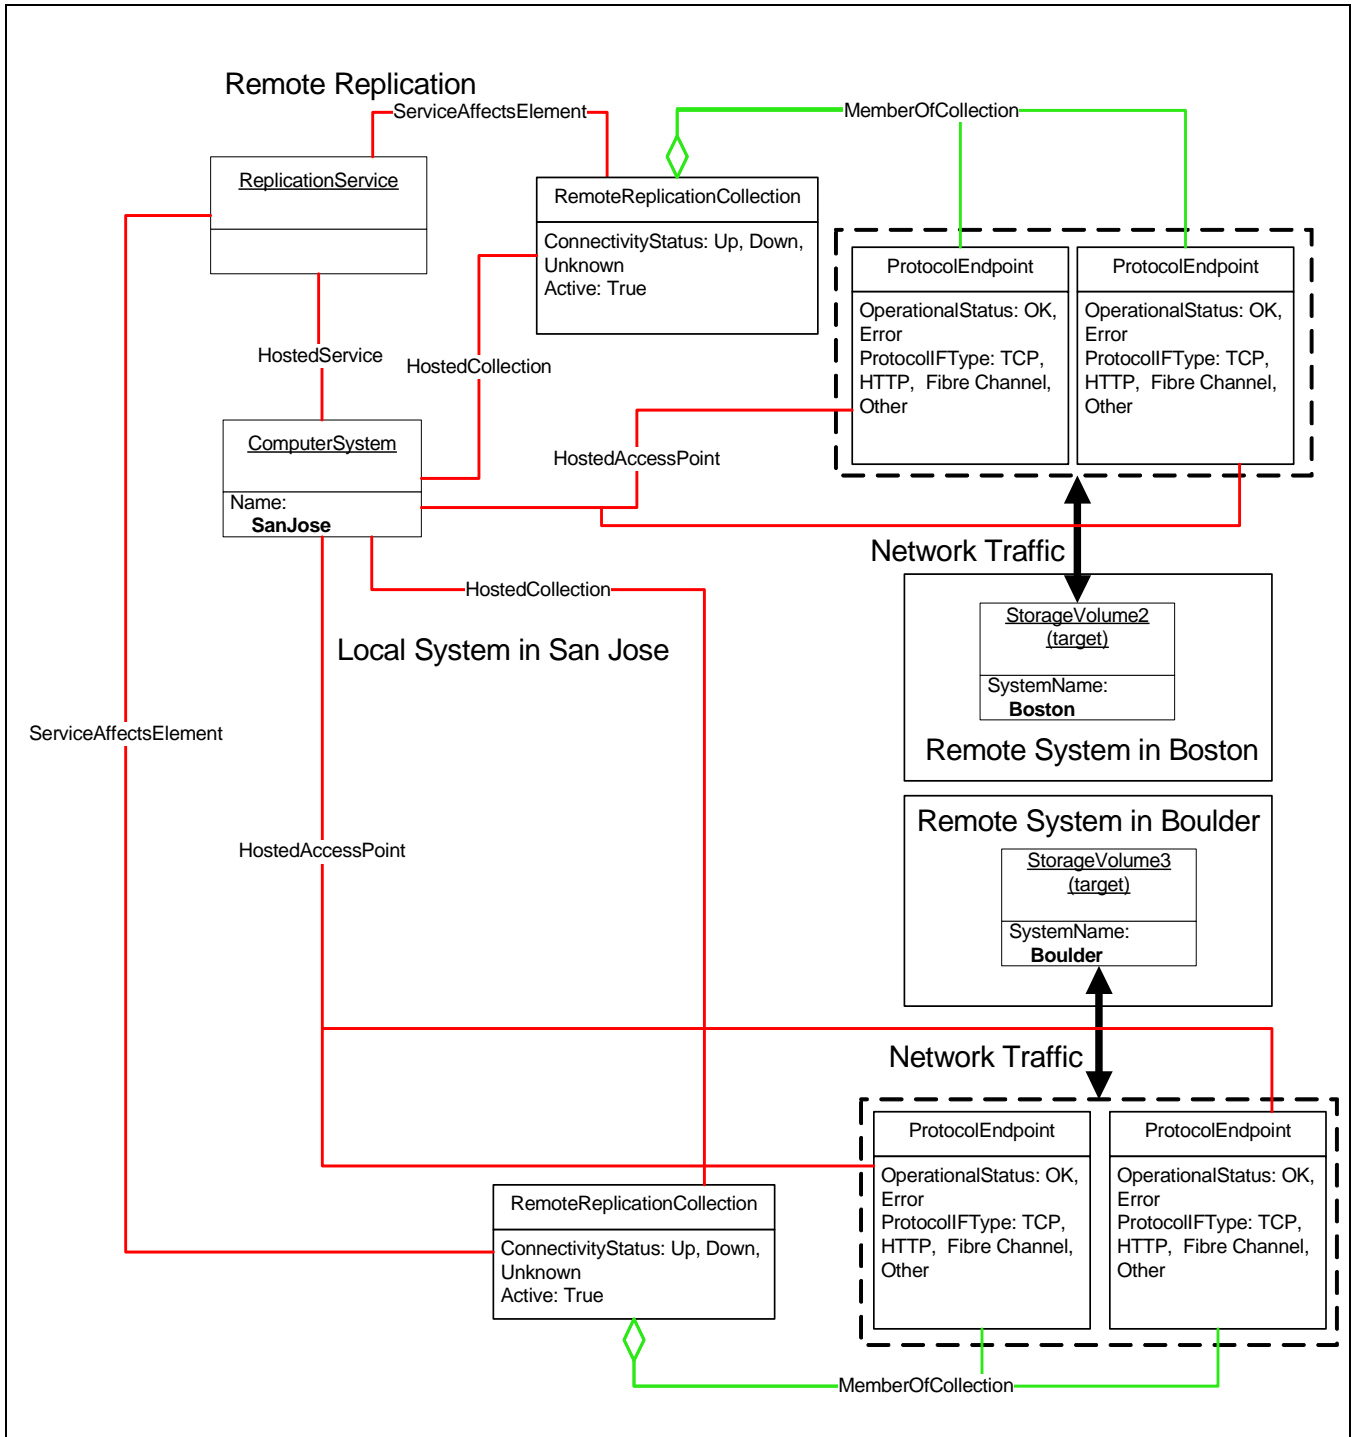 Remote Replication
ServiceAffectsElement
MemberOfCollection
ReplicationService
RemoteReplicationCollection
ConnectivityStatus: Up, Down,
Unknown
Active: True
ProtocolEndpoint
OperationalStatus: OK,
Error
ProtocolIFType: TCP,
HTTP, Fibre Channel,
Other
ProtocolEndpoint
OperationalStatus: OK,
Error
ProtocolIFType: TCP,
HTTP, Fibre Channel,
Other
HostedService
HostedCollection
ComputerSystem
Name:
SanJose
HostedAccessPoint
Network Traffic
HostedCollection
Local System in San Jose
StorageVolume2
(target)
SystemName:
Boston
Remote System in Boston
ServiceAffectsElement
Remote System in Boulder
StorageVolume3
(target)
SystemName:
Boulder
HostedAccessPoint
Network Traffic
ProtocolEndpoint
OperationalStatus: OK,
Error
ProtocolIFType: TCP,
HTTP, Fibre Channel,
Other
ProtocolEndpoint
OperationalStatus: OK,
Error
ProtocolIFType: TCP,
HTTP, Fibre Channel,
Other
RemoteReplicationCollection
ConnectivityStatus: Up, Down,
Unknown
Active: True
MemberOfCollection